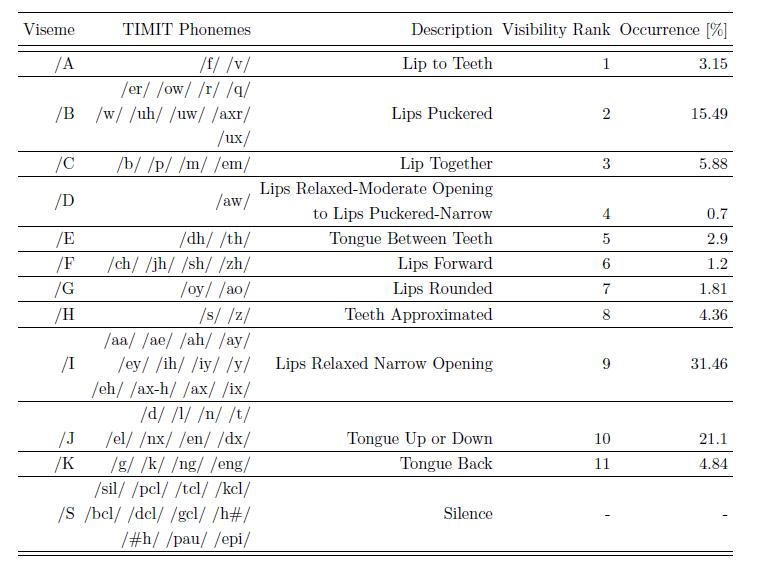 Viseme TIMIT Phonemes Description Visibility Rank Occurrence [%]
/A /f/ /v/ Lip to Teeth 1 3.15
/er/ /ow/ /r/ /q/
/B /w/ /uh/ /uw/ /axr/ Lips Puckered 2 15.49
/ux/
/C /b/ /p/ /m/ /em/ Lip Together 3 5.88
Lips Relaxed-Moderate Opening
/D /aw/
to Lips Puckered-Narrow 4 0.7
/E /dh/ /th/ Tongue Between Teeth 5 2.9
/F /ch/ /jh/ /sh/ /zh/ Lips Forward 6 1.2
/G /oy/ /ao/ Lips Rounded 7 1.81
/H /s/ /z/ Teeth Approximated 8 4.36
/aa/ /ae/ /ah/ /ay/
/I /ey/ /ih/ /iy/ /y/ Lips Relaxed Narrow Opening 9 31.46
/eh/ /ax-h/ /ax/ /ix/
/d/ /l/ /n/ /t/
/J /el/ /nx/ /en/ /dx/ Tongue Up or Down 10 21.1
/K /g/ /k/ /ng/ /eng/ Tongue Back 11 4.84
/sil/ /pcl/ /tcl/ /kcl/
/S /bcl/ /dcl/ /gcl/ /h#/ Silence - -
/#h/ /pau/ /epi/